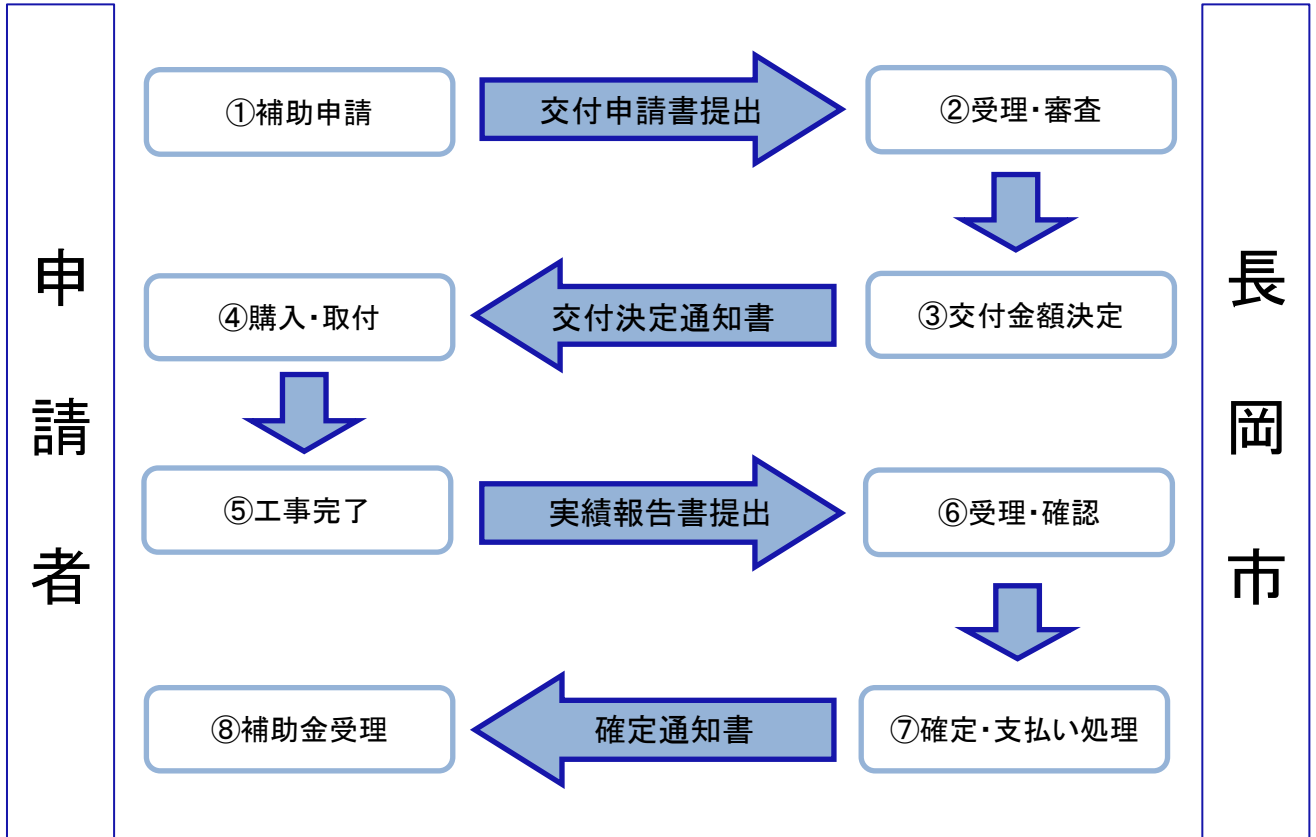 申請者
①補助申請
交付申請書提出
②受理・審査
④購入・取付
交付決定通知書
③交付金額決定
⑤工事完了
実績報告書提出
⑥受理・確認
⑧補助金受理
確定通知書
⑦確定・支払い処理
長岡市